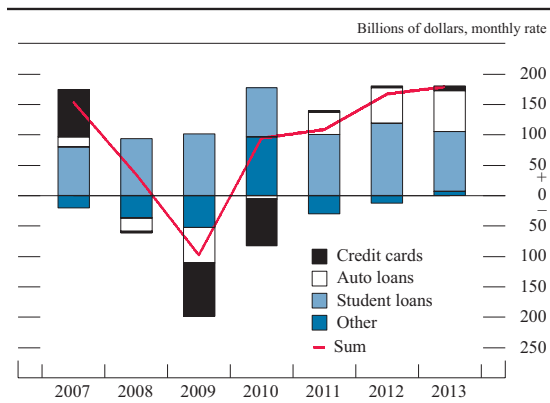 Billions of dollars, monthly rate
200
150
100
50
+
0
–
50
100
150
200
250
Credit cards
Auto loans
Student loans
Other
Sum
2007 2008 2009 2010 2011 2012 2013